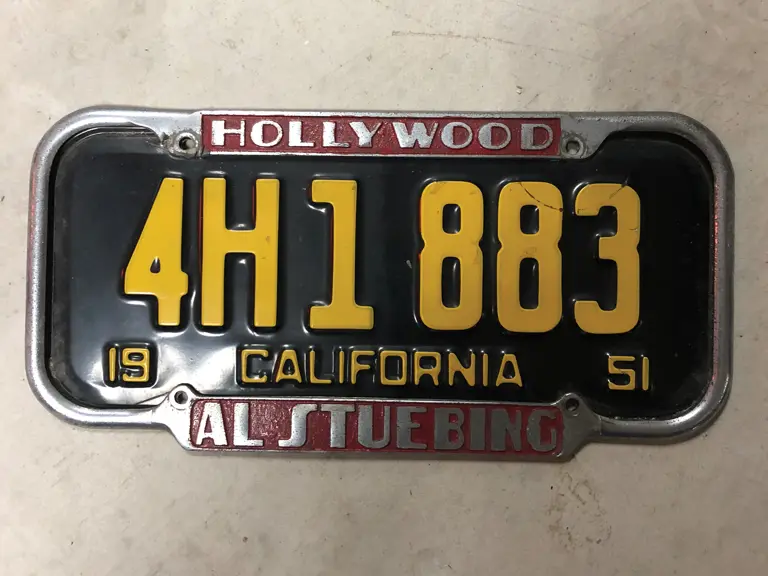 HOLLYWOOD
4H1 883
19 CALIFORNIA 51
AL STUEBING